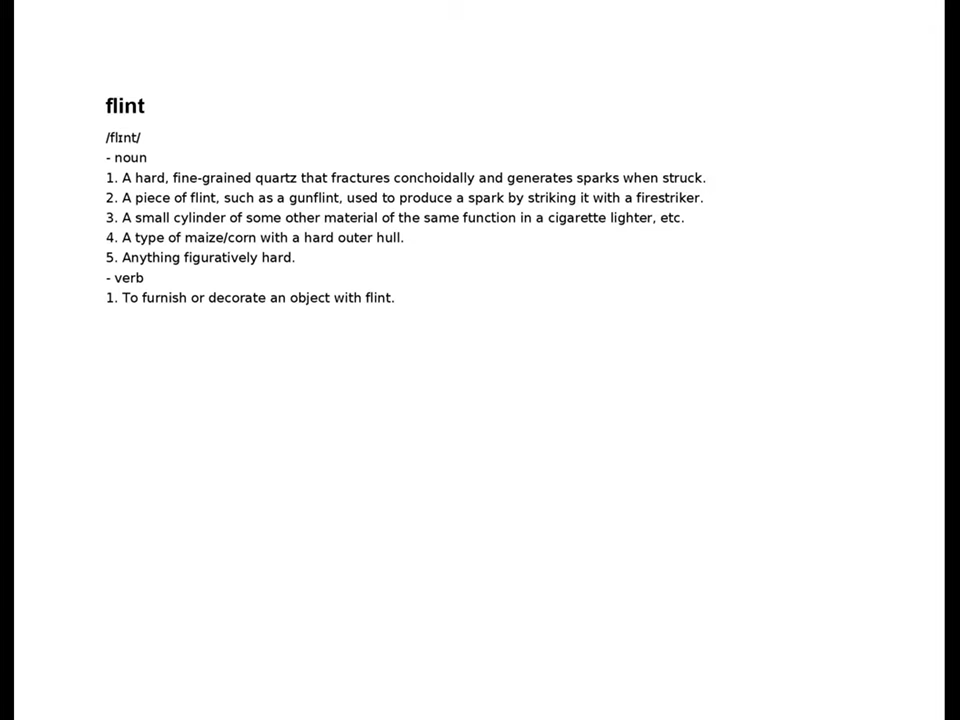 flint
/flɪnt/
- noun
1. A hard, fine-grained quartz that fractures conchoidally and generates sparks when struck.
2. A piece of flint, such as a gunflint, used to produce a spark by striking it with a firestriker.
3. A small cylinder of some other material of the same function in a cigarette lighter, etc.
4. A type of maize/corn with a hard outer hull.
5. Anything figuratively hard.
- verb
1. To furnish or decorate an object with flint.